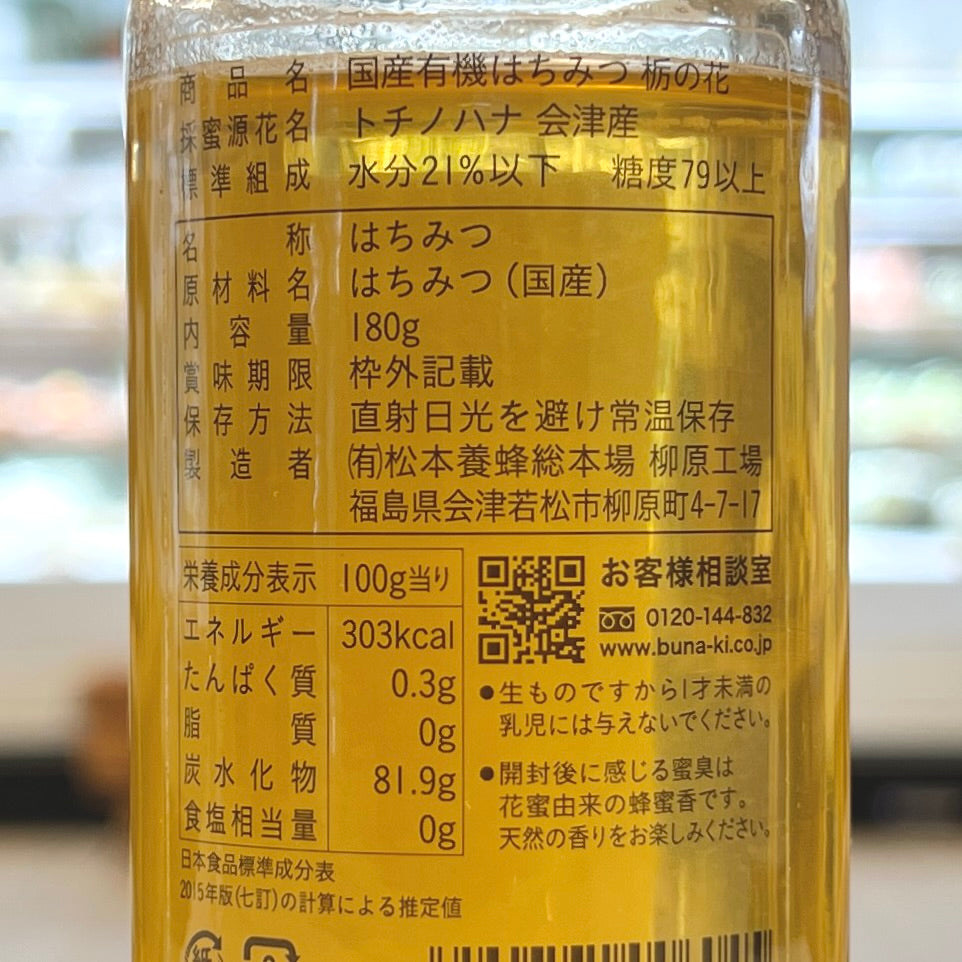 商品名 国産有機はちみつ 栃の花
採蜜源花名 トチノハナ 会津産
標準組成 水分21%以下 糖度79以上
名称 はちみつ
原材料名 はちみつ（国産）
内容量 180g
賞味期限 枠外記載
保存方法 直射日光を避け常温保存
製造者 ㈲松本養蜂総本場 柳原工場
福島県会津若松市柳原町4-7-17
栄養成分表示 100g当り
エネルギー 303kcal
たんぱく質 0.3g
脂質 0g
炭水化物 81.9g
食塩相当量 0g
日本食品標準成分表
2015年版(七訂)の計算による推定値
お客様相談室
0120-144-832
www.buna-ki.co.jp
●生ものですから1才未満の
乳児には与えないでください。
●開封後に感じる蜜臭は
花蜜由来の蜂蜜香です。
天然の香りをお楽しみください。
紙